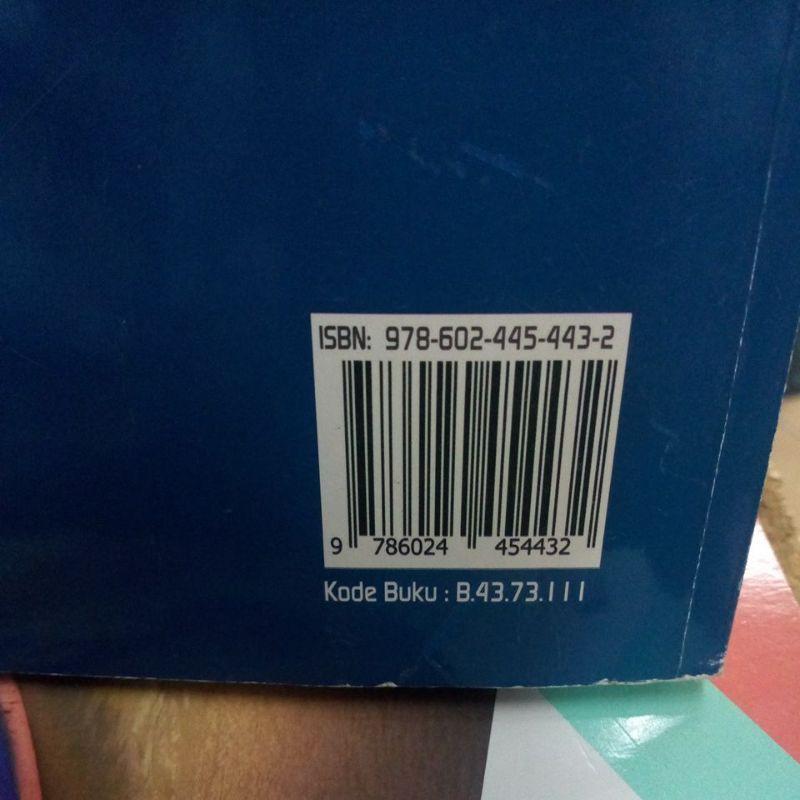 ISBN: 978-602-445-443-2
9 786024 454432
Kode Buku : B.43.73.111